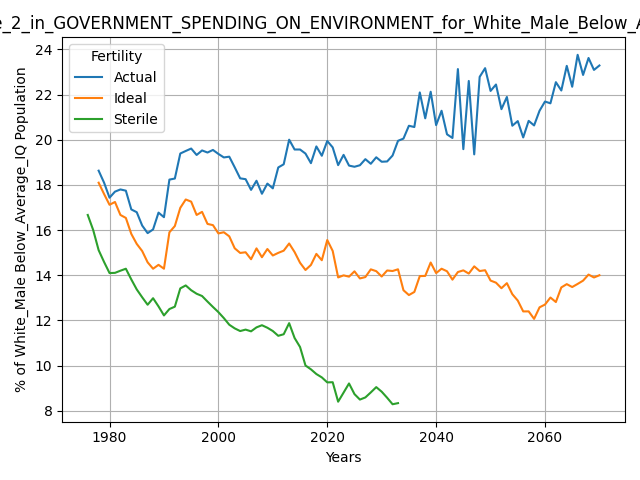 e_2_in_GOVERNMENT_SPENDING_ON_ENVIRONMENT_for_White_Male_Below_A
Fertility
Actual
Ideal
Sterile
% of White_Male Below_Average_IQ Population
24
22
20
18
16
14
12
10
8
1980 2000 2020 2040 2060
Years